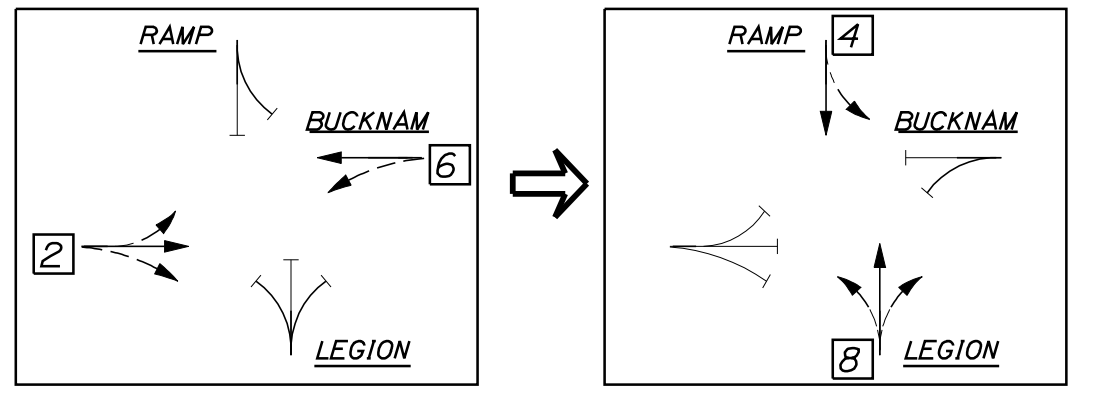 RAMP
BUCKNAM
6
2
LEGION
RAMP 4
BUCKNAM
8 LEGION